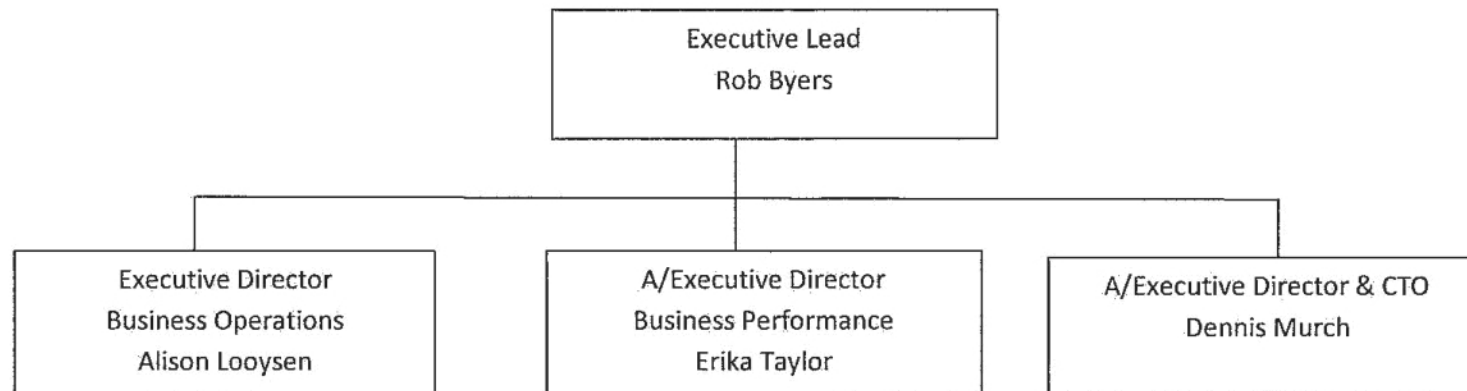 Executive Lead
Rob Byers
Executive Director
Business Operations
Alison Looysen
A/Executive Director
Business Performance
Erika Taylor
A/Executive Director & CTO
Dennis Murch